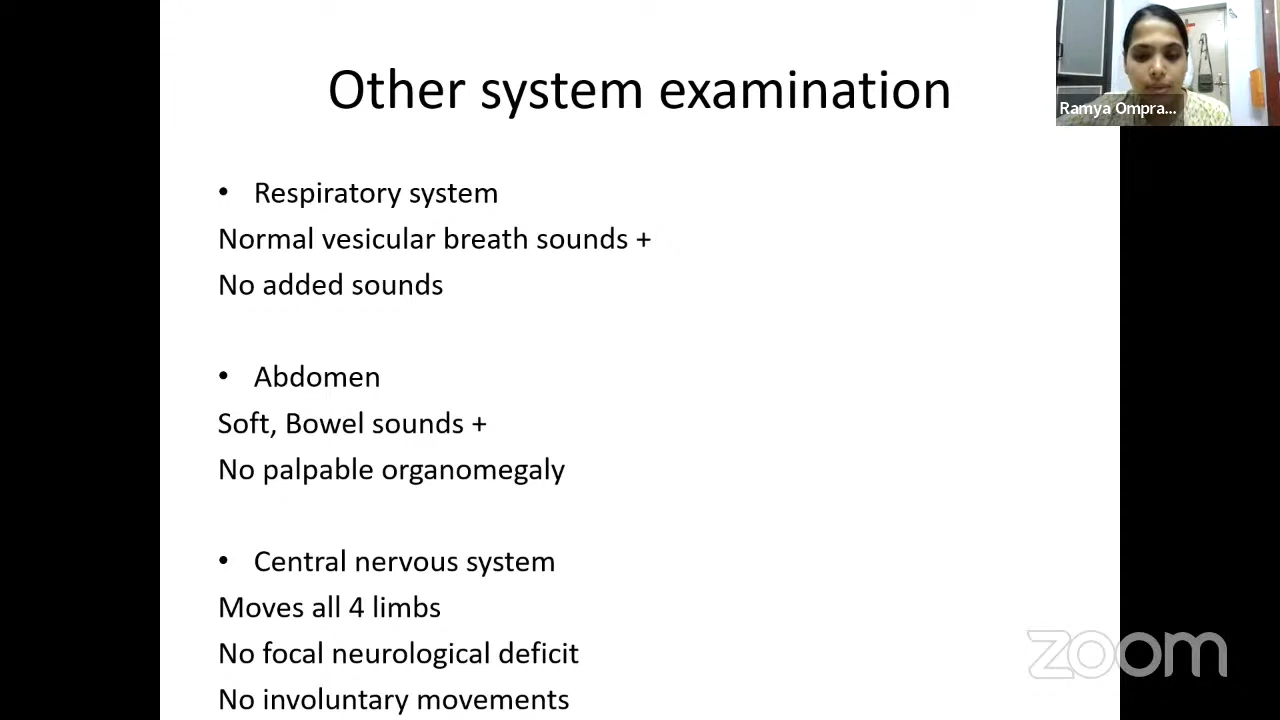 Other system examination
Ramya Ompra...
• Respiratory system
Normal vesicular breath sounds +
No added sounds
• Abdomen
Soft, Bowel sounds +
No palpable organomegaly
• Central nervous system
Moves all 4 limbs
No focal neurological deficit
No involuntary movements
zoom